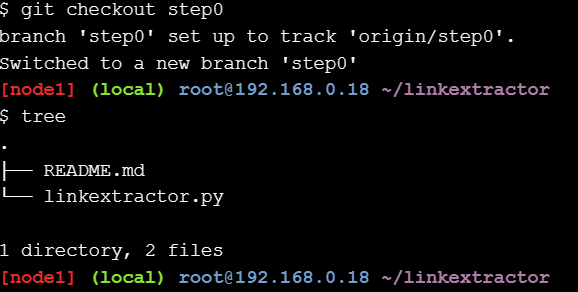 $ git checkout step0
branch 'step0' set up to track 'origin/step0'.
Switched to a new branch 'step0'
[node1] (local) root@192.168.0.18 ~/linkextractor
$ tree
.
├── README.md
└── linkextractor.py
1 directory, 2 files
[node1] (local) root@192.168.0.18 ~/linkextractor